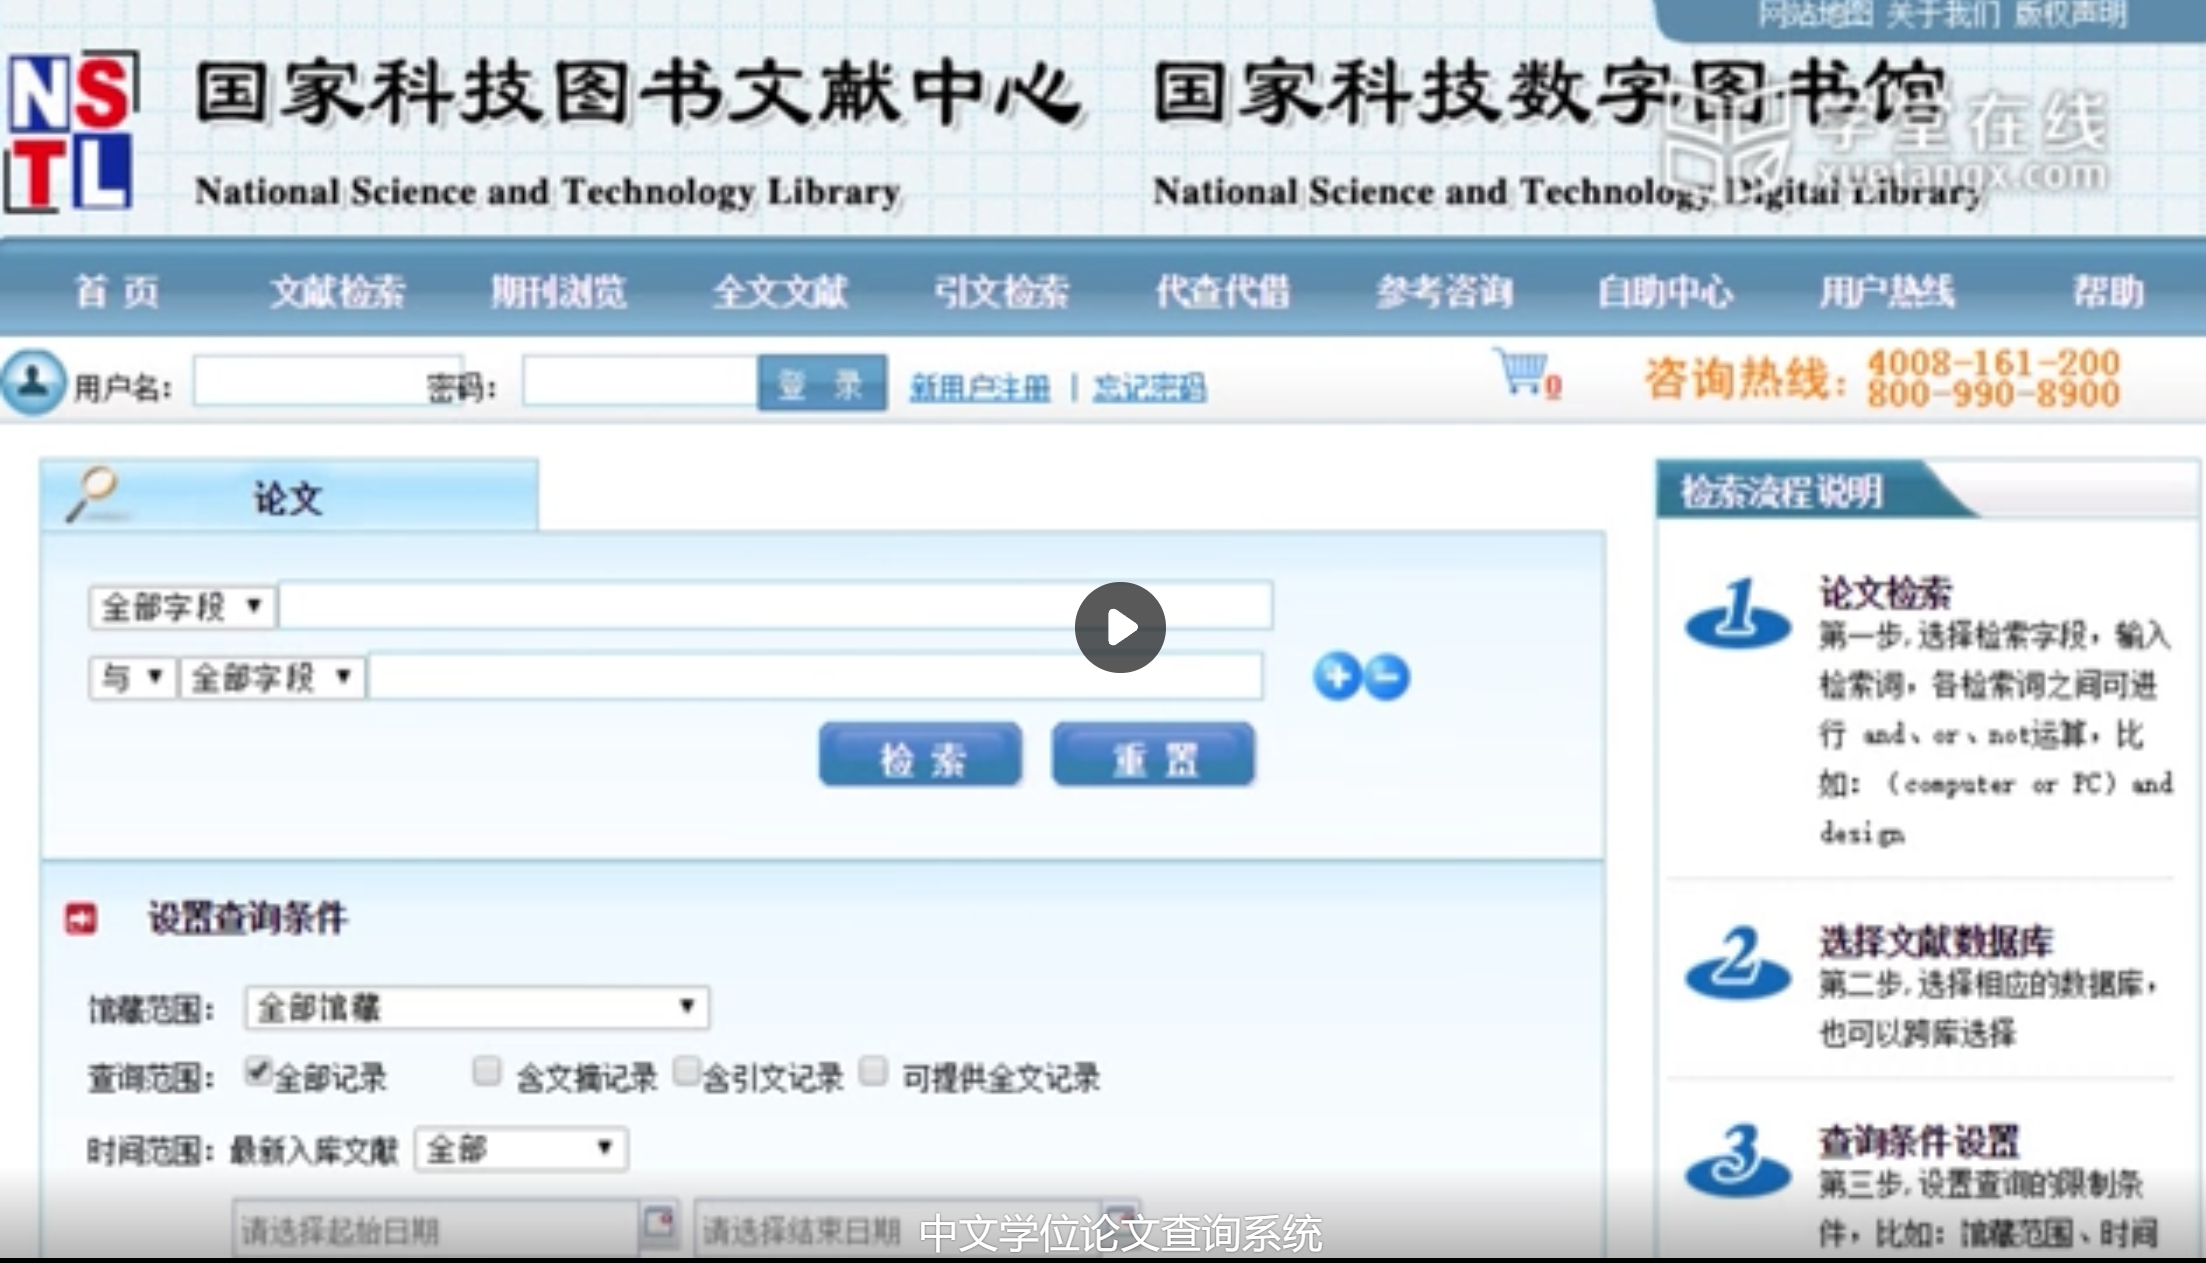 网站地图 关于我们 版权声明
NSTL
国家科技图书文献中心 国家科技数字图书馆
学堂在线
xuetangx.com
National Science and Technology Library National Science and Technology Digital Library
首 页 文献检索 期刊浏览 全文文献 引文检索 代查代借 参考咨询 自助中心 用户热线 帮助
用户名: 密码: 登 录 新用户注册 | 忘记密码 0 咨询热线: 4008-161-200
800-990-8900
论文
全部字段
与 全部字段
检 索 重 置
设置查询条件
馆藏范围: 全部馆藏
查询范围: 全部记录 含文摘记录 含引文记录 可提供全文记录
时间范围: 最新入库文献 全部
请选择起始日期 请选择结束日期
检索流程说明
1 论文检索
第一步,选择检索字段,输入
检索词,各检索词之间可进
行 and、or、not运算,比
如:(computer or PC) and
design
2 选择文献数据库
第二步,选择相应的数据库,
也可以跨库选择
3 查询条件设置
第三步,设置查询的限制条
件,比如:馆藏范围、时间
中文学位论文查询系统